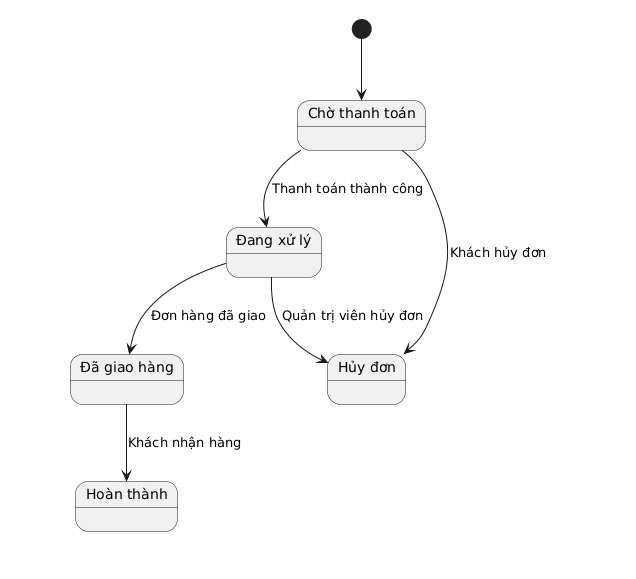 Chờ thanh toán
Thanh toán thành công
Đang xử lý
Khách hủy đơn
Đơn hàng đã giao
Quản trị viên hủy đơn
Đã giao hàng
Hủy đơn
Khách nhận hàng
Hoàn thành